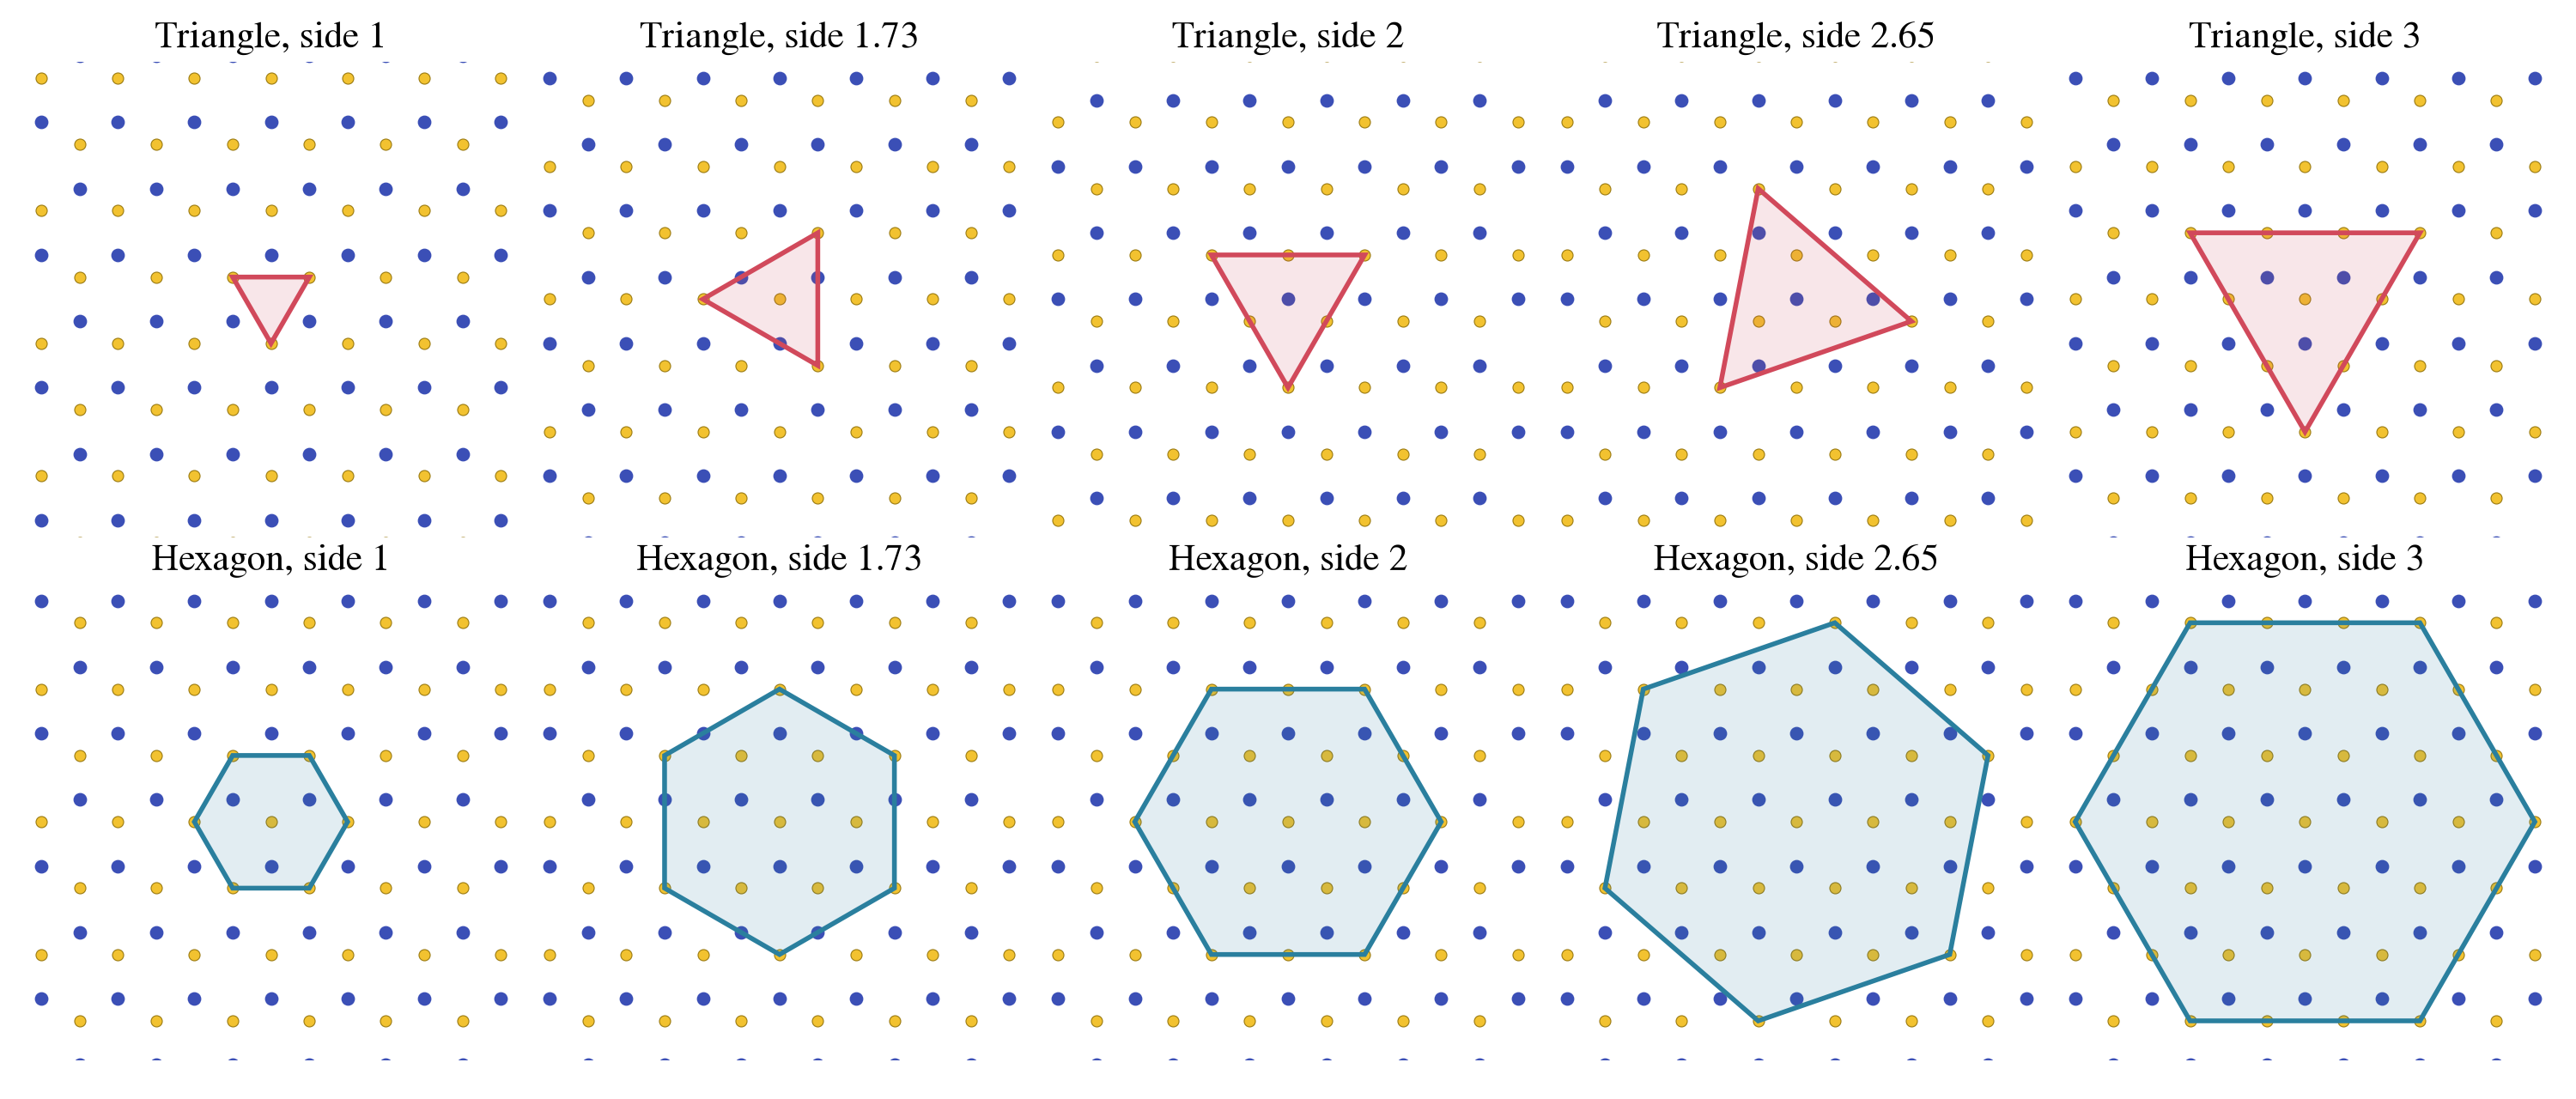 Triangle, side 1
Triangle, side 1.73
Triangle, side 2
Triangle, side 2.65
Triangle, side 3
Hexagon, side 1
Hexagon, side 1.73
Hexagon, side 2
Hexagon, side 2.65
Hexagon, side 3